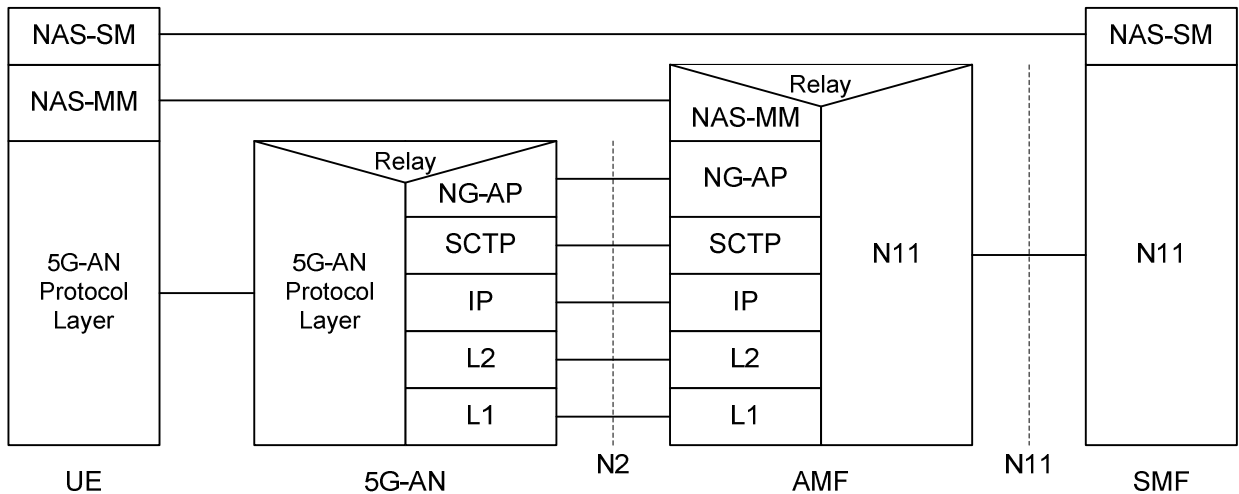 NAS-SM
NAS-MM
5G-AN
Protocol
Layer
UE
Relay
5G-AN
Protocol
Layer
NG-AP
SCTP
IP
L2
L1
5G-AN
N2
Relay
NAS-MM
NG-AP
SCTP
IP
L2
L1
N11
AMF
N11
NAS-SM
N11
SMF